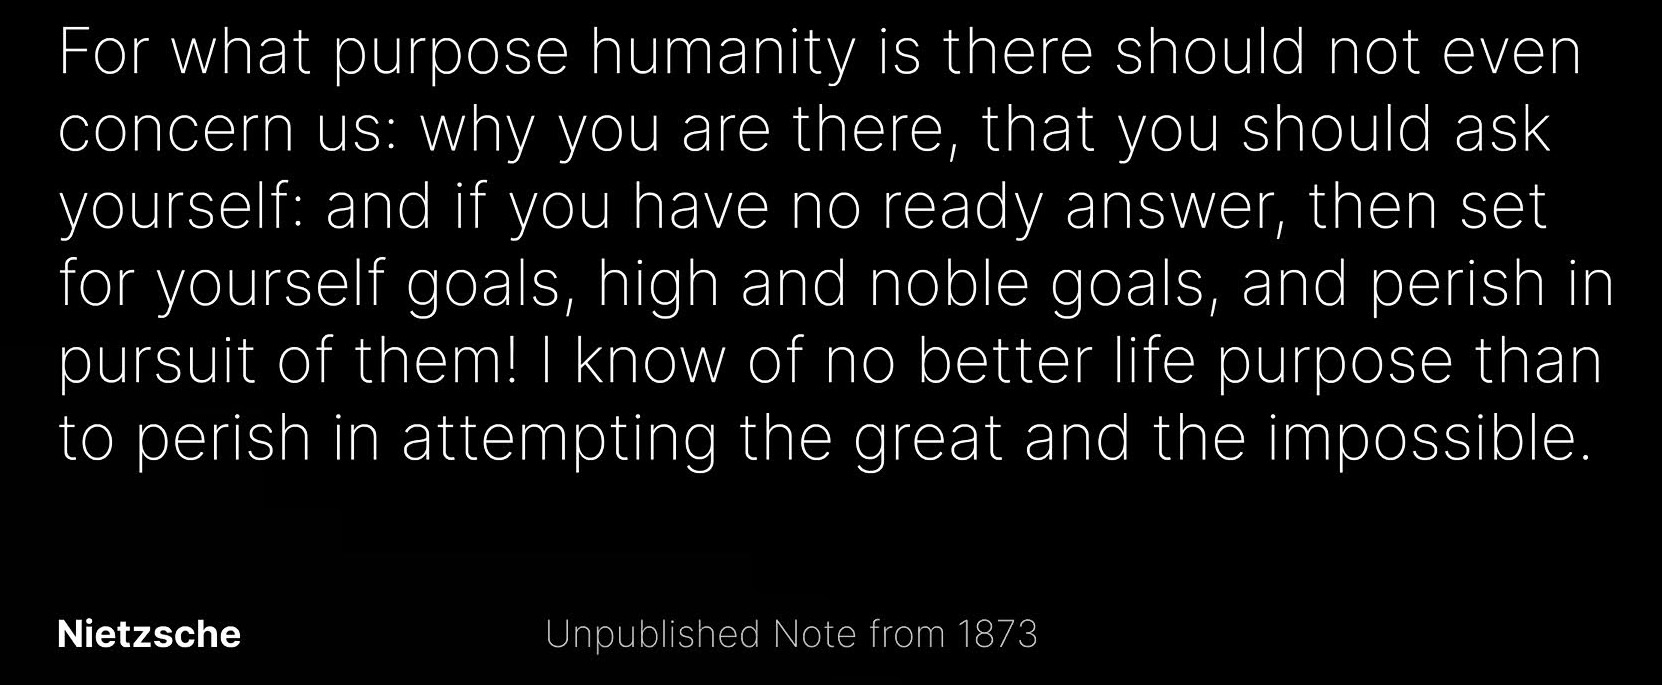 For what purpose humanity is there should not even
concern us: why you are there, that you should ask
yourself: and if you have no ready answer, then set
for yourself goals, high and noble goals, and perish in
pursuit of them! I know of no better life purpose than
to perish in attempting the great and the impossible.
Nietzsche
Unpublished Note from 1873